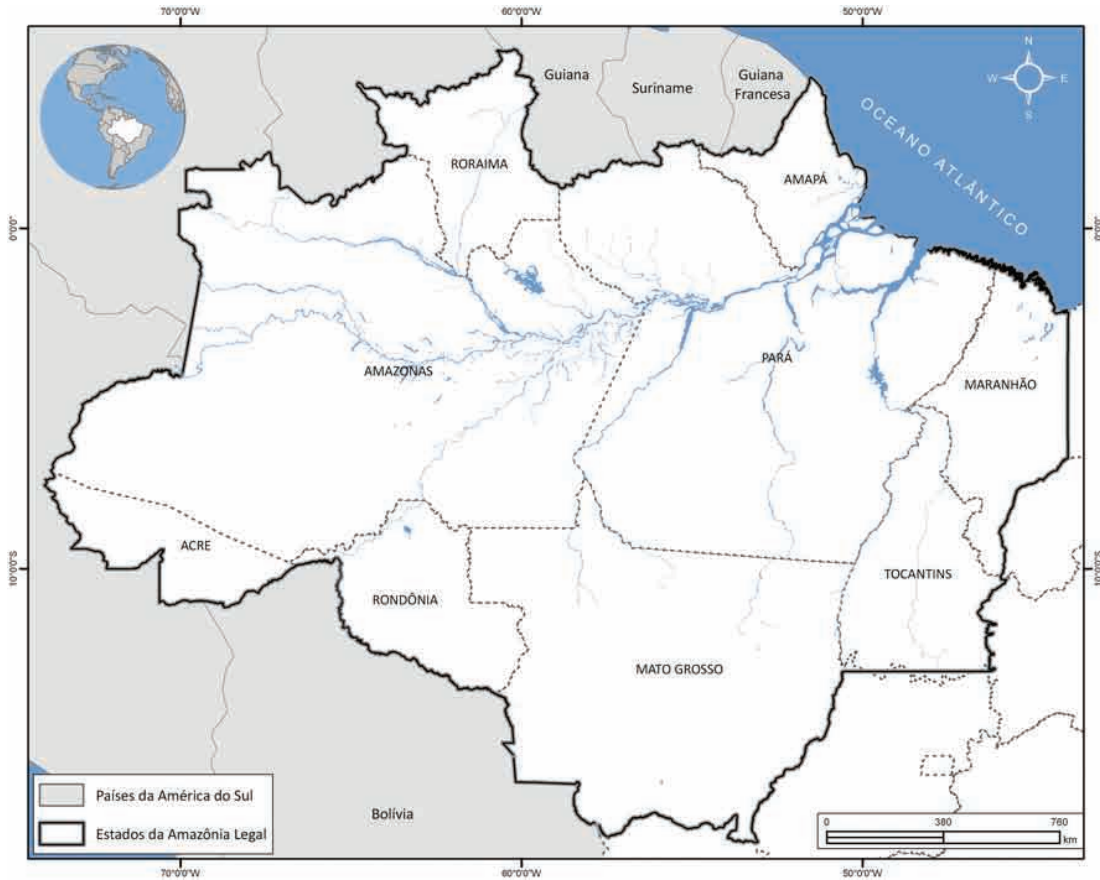 70°0'0"W
60°0'0"W
50°0'0"W
N
W
E
S
Guiana
Suriname
Guiana
Francesa
OCEANO ATLÂNTICO
RORAIMA
AMAPÁ
0°0'0"
0°0'0"
AMAZONAS
PARÁ
MARANHÃO
ACRE
10°0'0"S
10°0'0"S
RONDÔNIA
TOCANTINS
MATO GROSSO
Bolívia
Países da América do Sul
Estados da Amazônia Legal
0
380
760
km
70°0'0"W
60°0'0"W
50°0'0"W